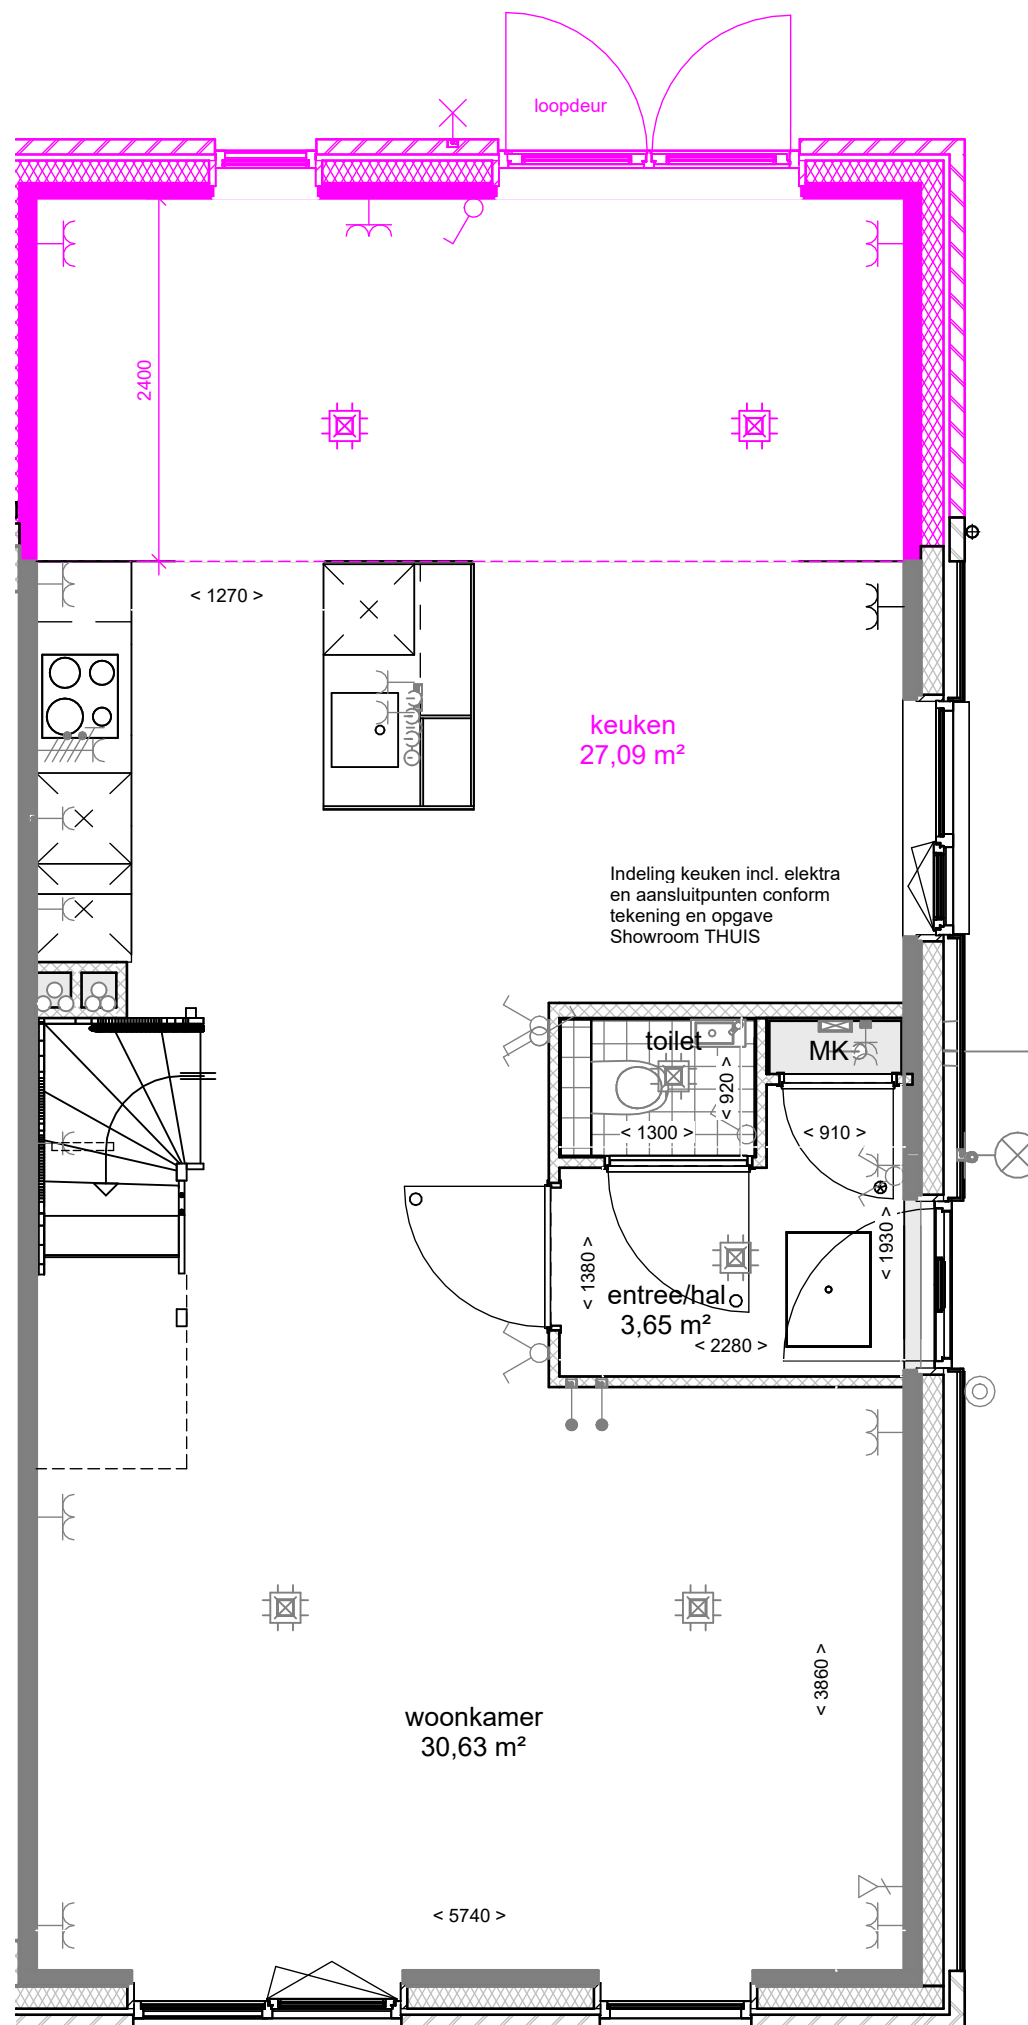 loopdeur
2400
< 1270 >
keuken
27,09 m²
Indeling keuken incl. elektra
en aansluitpunten conform
tekening en opgave
Showroom THUIS
toilet
MK
< 920 >
< 1300 >
< 910 >
< 1930 >
< 1380 >
entree/hal
3,65 m²
< 2280 >
< 3860 >
woonkamer
30,63 m²
< 5740 >